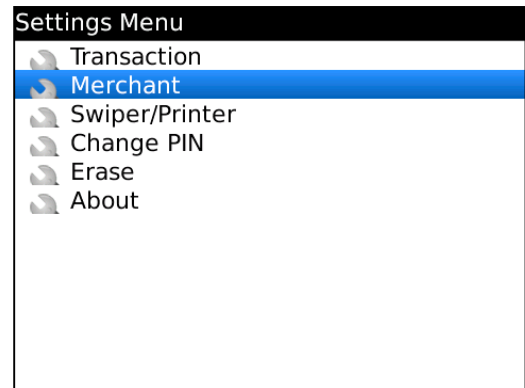 Settings Menu
Transaction
Merchant
Swiper/Printer
Change PIN
Erase
About